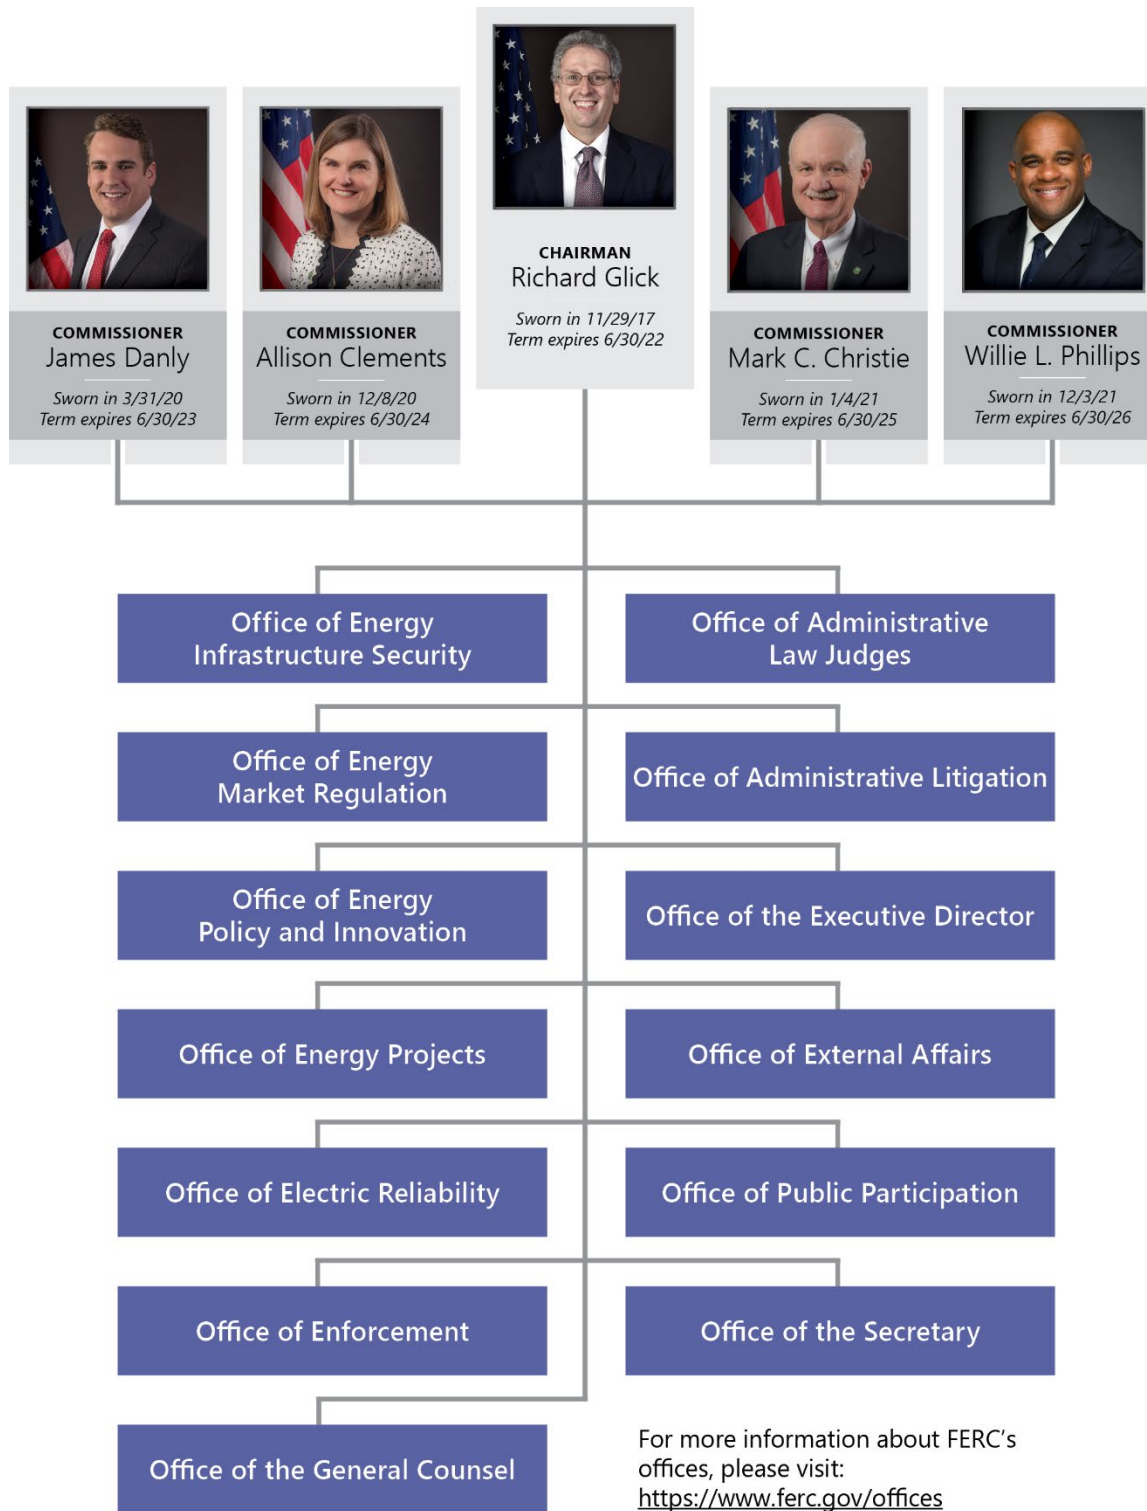 CHAIRMAN
Richard Glick
Sworn in 11/29/17
Term expires 6/30/22
COMMISSIONER
James Danly
Sworn in 3/31/20
Term expires 6/30/23
COMMISSIONER
Allison Clements
Sworn in 12/8/20
Term expires 6/30/24
COMMISSIONER
Mark C. Christie
Sworn in 1/4/21
Term expires 6/30/25
COMMISSIONER
Willie L. Phillips
Sworn in 12/3/21
Term expires 6/30/26
Office of Energy
Infrastructure Security
Office of Administrative
Law Judges
Office of Energy
Market Regulation
Office of Administrative Litigation
Office of Energy
Policy and Innovation
Office of the Executive Director
Office of Energy Projects
Office of External Affairs
Office of Electric Reliability
Office of Public Participation
Office of Enforcement
Office of the Secretary
Office of the General Counsel
For more information about FERC’s
offices, please visit:
https://www.ferc.gov/offices